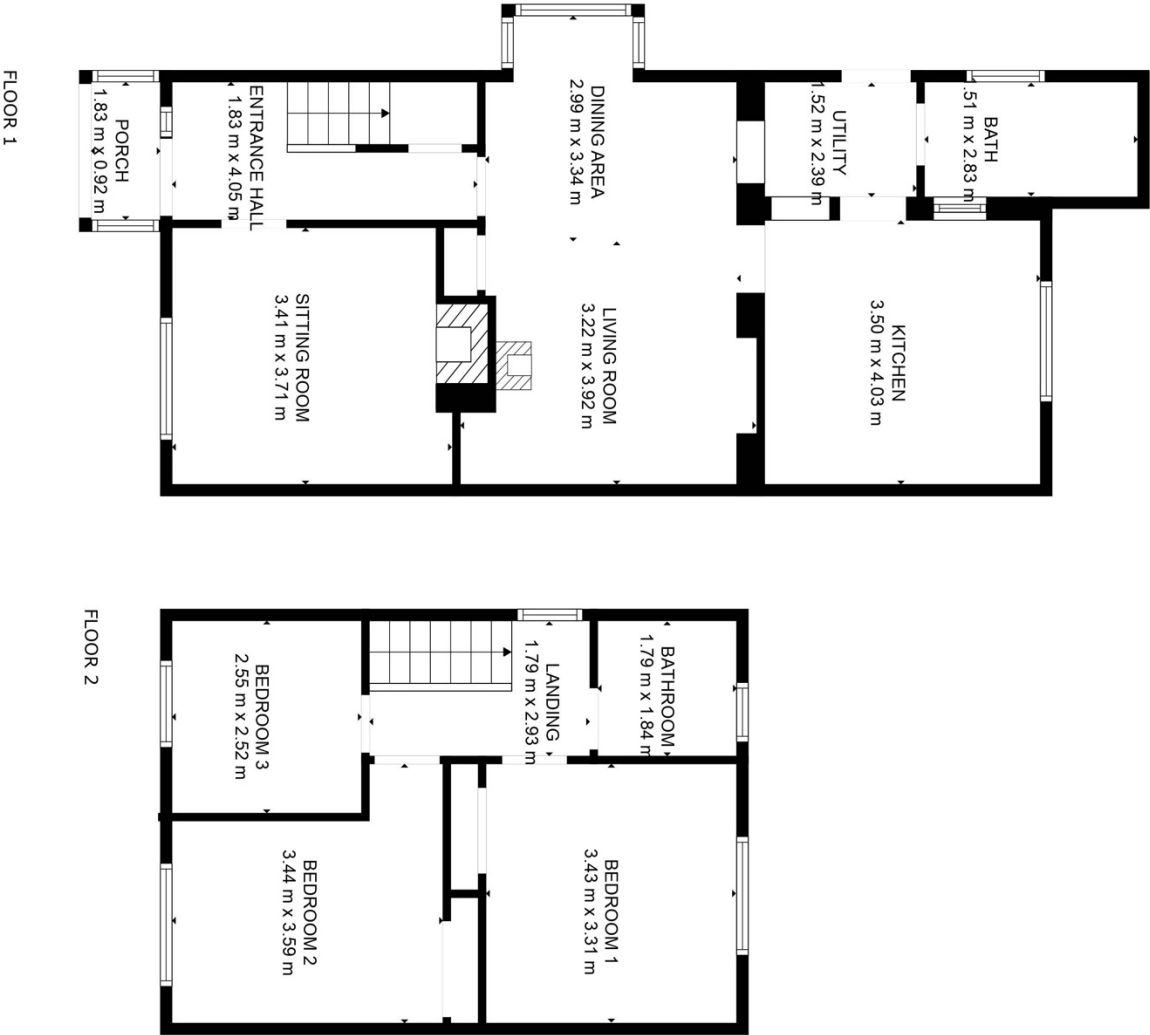 FLOOR 1
PORCH
1.83 m x 0.92 m
ENTRANCE HALL
1.83 m x 4.05 m
SITTING ROOM
3.41 m x 3.71 m
DINING AREA
2.99 m x 3.34 m
LIVING ROOM
3.22 m x 3.92 m
UTILITY
1.52 m x 2.39 m
BATH
.51 m x 2.83 m
KITCHEN
3.50 m x 4.03 m
FLOOR 2
BEDROOM 3
2.55 m x 2.52 m
BEDROOM 2
3.44 m x 3.59 m
LANDING
1.79 m x 2.93 m
BATHROOM
1.79 m x 1.84 m
BEDROOM 1
3.43 m x 3.31 m